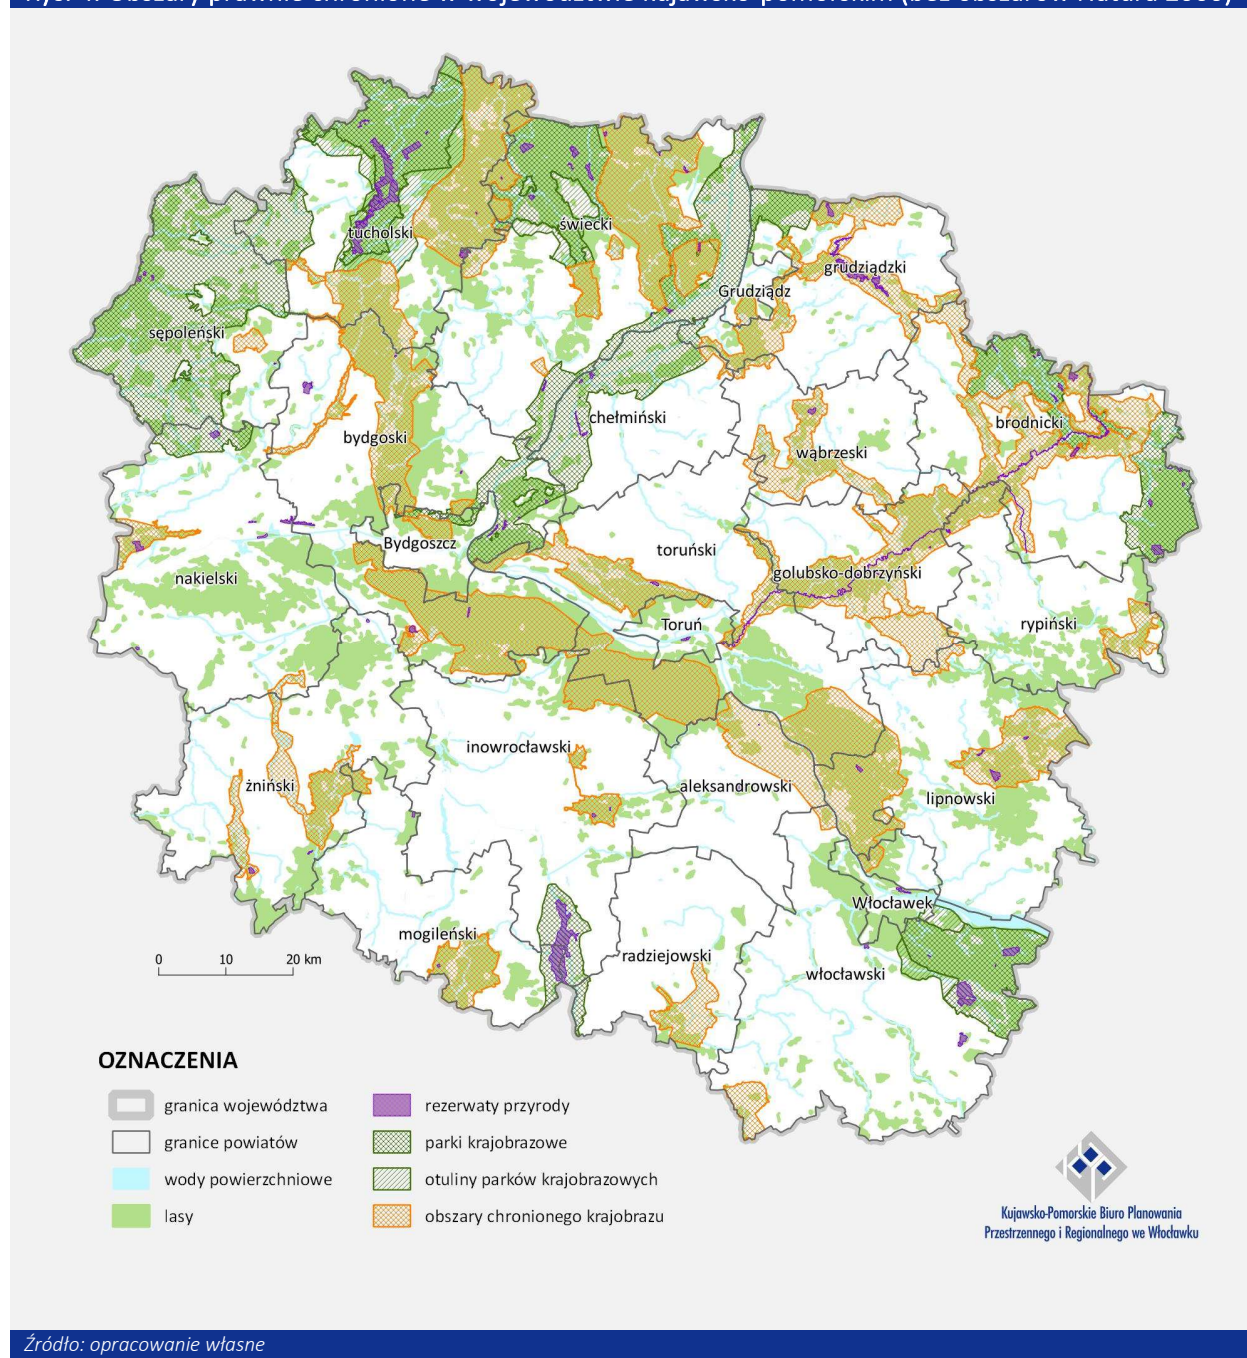 tucholski
świecki
grudziądzki
Grudziądz
sępoleński
chełmiński
brodnicki
bydgoski
wąbrzeski
Bydgoszcz
toruński
nakielski
golubsko-dobrzyński
Toruń
rypiński
inowrocławski
żniński
aleksandrowski
lipnowski
Włocławek
mogileński
radziejowski
włocławski
0 10 20 km
OZNACZENIA
granica województwa
granice powiatów
wody powierzchniowe
lasy
rezerwaty przyrody
parki krajobrazowe
otuliny parków krajobrazowych
obszary chronionego krajobrazu
Kujawsko-Pomorskie Biuro Planowania
Przestrzennego i Regionalnego we Włocławku
Źródło: opracowanie własne